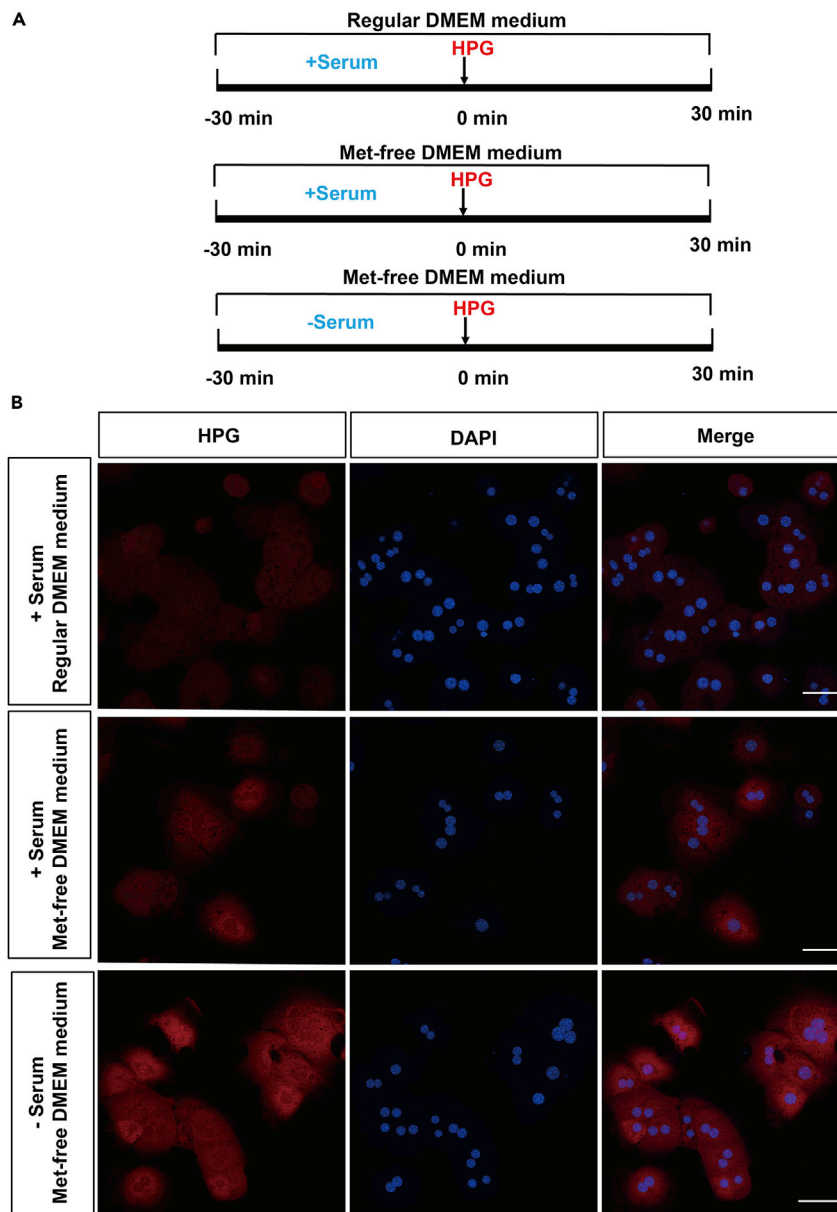 A
Regular DMEM medium
HPG
+Serum
-30 min
0 min
30 min
Met-free DMEM medium
HPG
+Serum
-30 min
0 min
30 min
Met-free DMEM medium
HPG
-Serum
-30 min
0 min
30 min
B
HPG
DAPI
Merge
+ Serum
Regular DMEM medium
+ Serum
Met-free DMEM medium
- Serum
Met-free DMEM medium